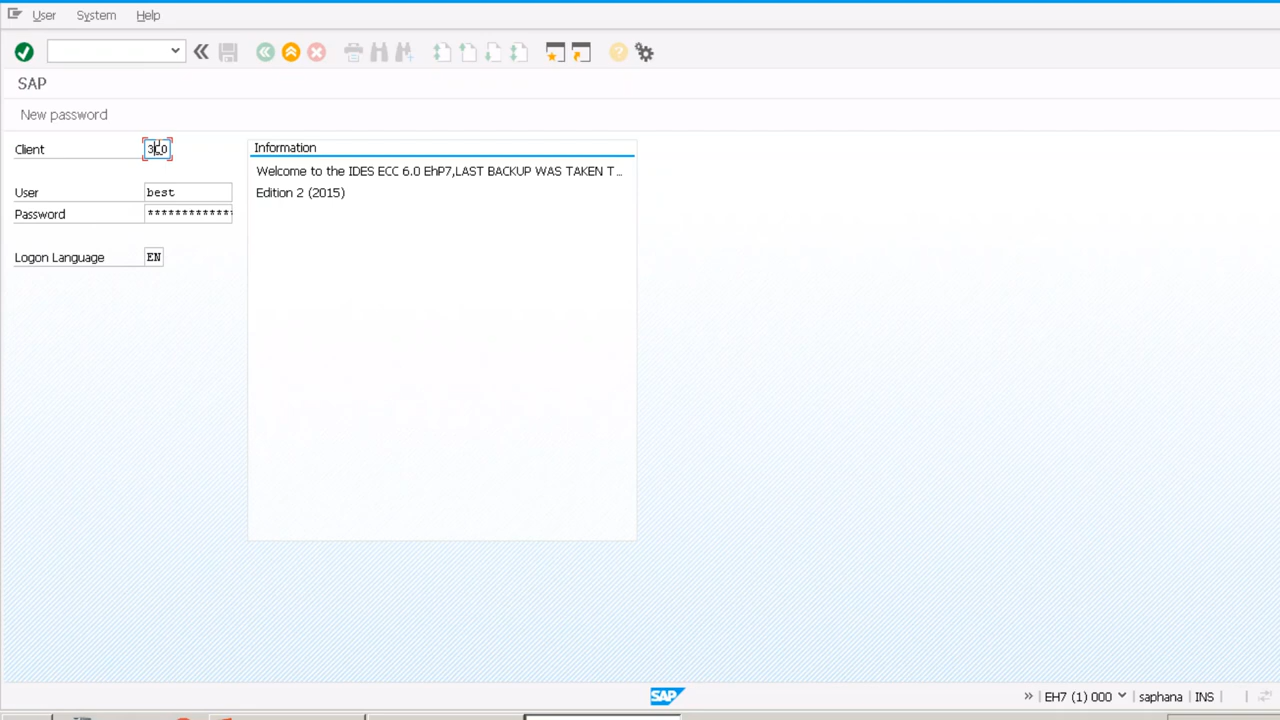 User System Help
SAP
New password
Client
Information
Welcome to the IDES ECC 6.0 EhP7,LAST BACKUP WAS TAKEN T ...
User best
Edition 2 (2015)
Password *************
Logon Language EN
SAP
EH7 (1) 000 saphana INS